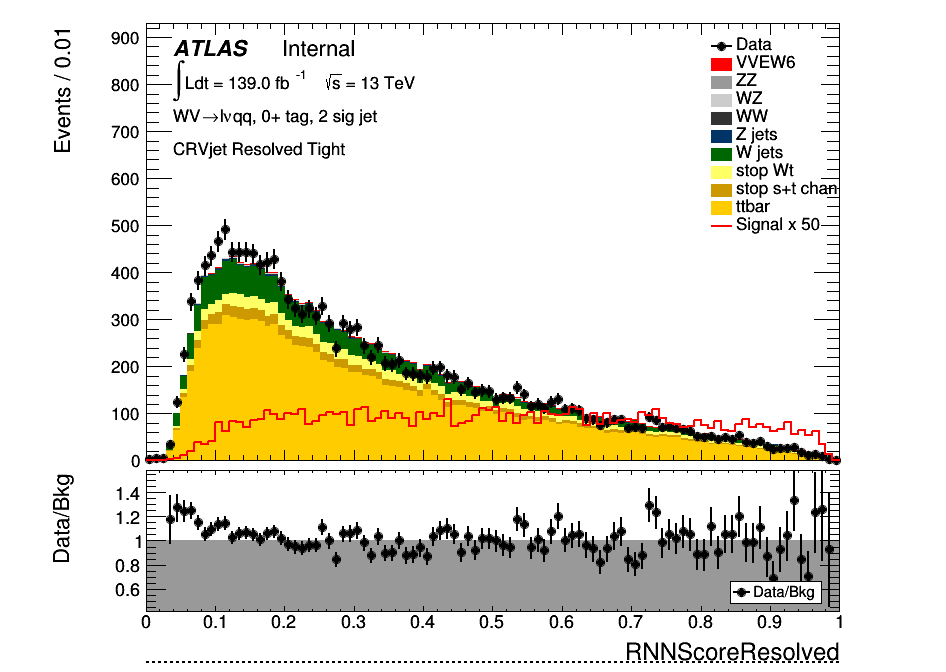 ATLAS Internal
∫Ldt = 139.0 fb⁻¹ √s = 13 TeV
WV→lνqq, 0+ tag, 2 sig jet
CRVjet Resolved Tight
Data
VVEW6
ZZ
WZ
WW
Z jets
W jets
stop Wt
stop s+t chan
ttbar
Signal x 50
Events / 0.01
900
800
700
600
500
400
300
200
100
0
Data/Bkg
1.4
1.2
1
0.8
0.6
Data/Bkg
0 0.1 0.2 0.3 0.4 0.5 0.6 0.7 0.8 0.9 1
RNNScoreResolved